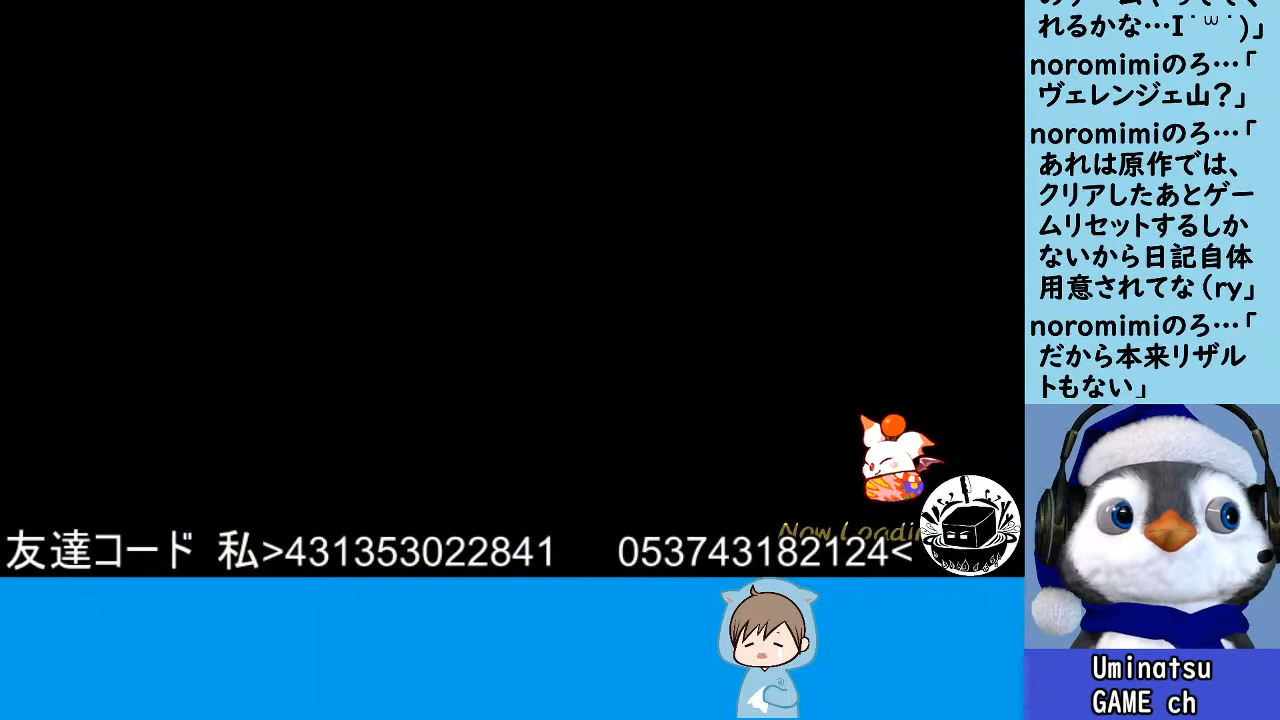 れるかな…I˙꒳˙)」
noromimiのろ…「
ヴェレンジェ山？」
noromimiのろ…「
あれは原作では、
クリアしたあとゲー
ムリセットするしか
ないから日記自体
用意されてな（ry」
noromimiのろ…「
だから本来リザル
トもない」
Now Loadin
友達コード 私>431353022841 053743182124<
Uminatsu
GAME ch